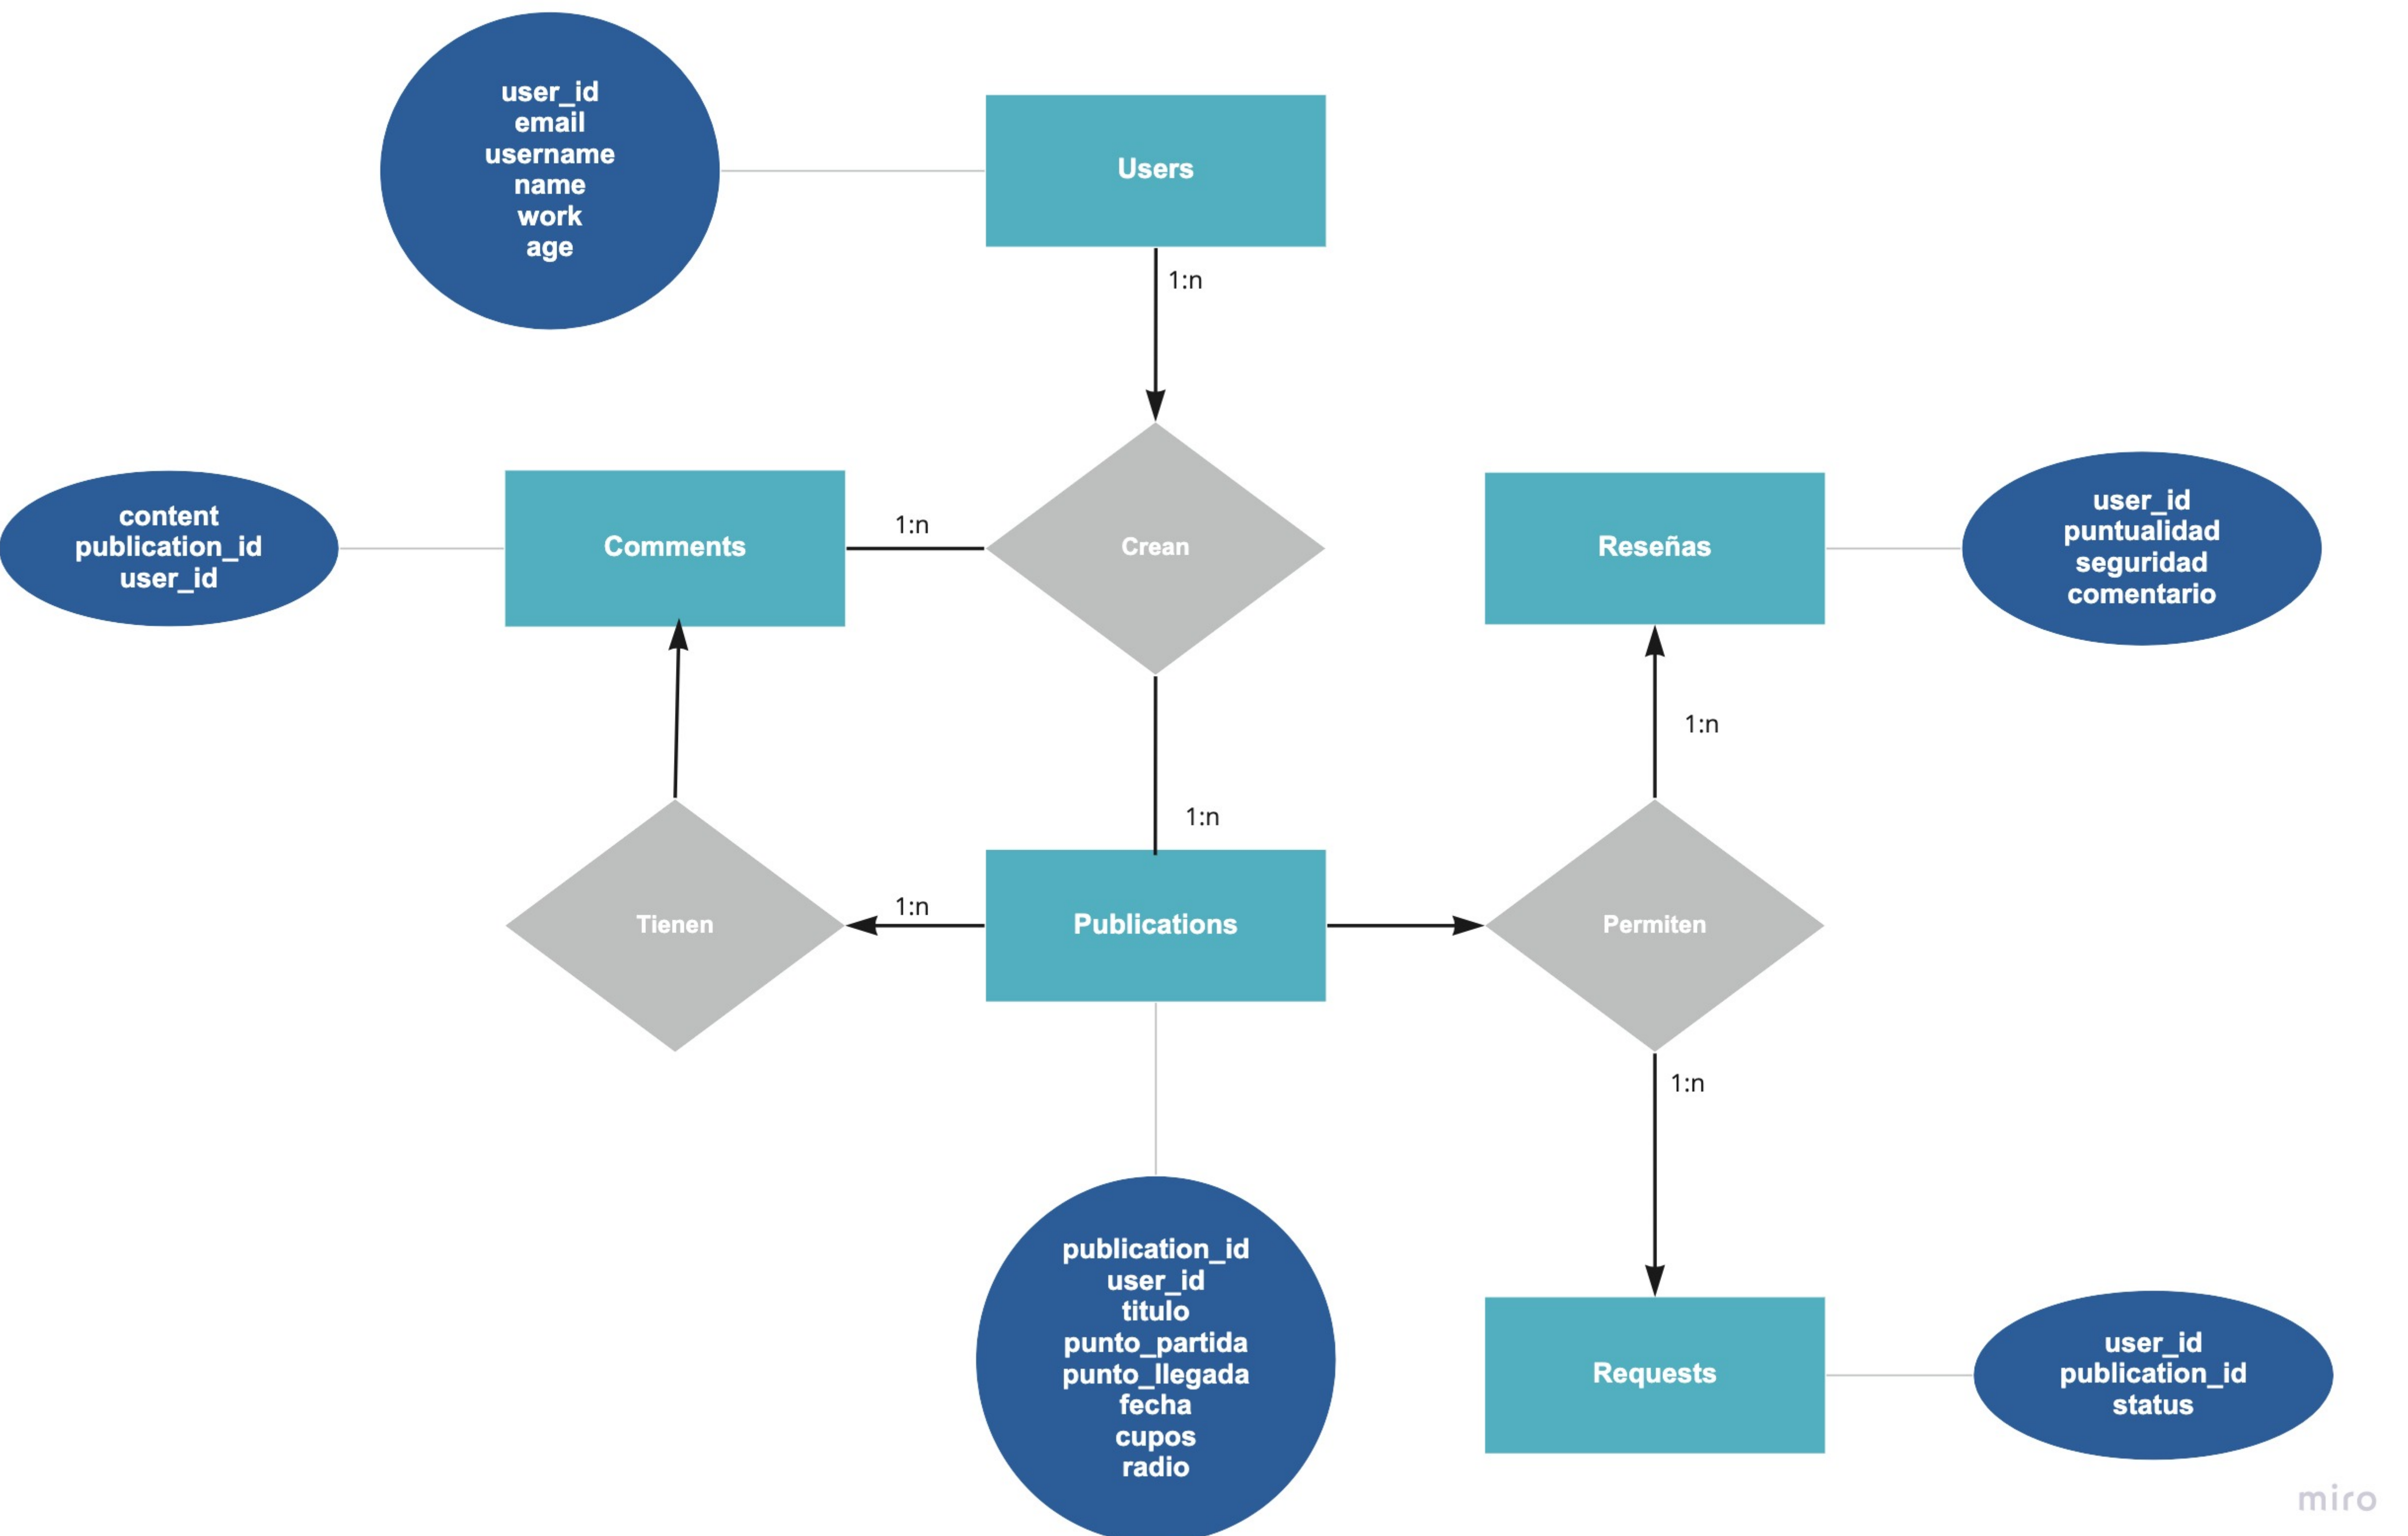 user_id
email
username
name
work
age
Users
1:n
content
publication_id
user_id
Comments
1:n
Crean
Reseñas
user_id
puntualidad
seguridad
comentario
1:n
1:n
Tienen
1:n
Publications
Permiten
1:n
publication_id
user_id
titulo
punto_partida
punto_llegada
fecha
cupos
radio
Requests
user_id
publication_id
status
miro